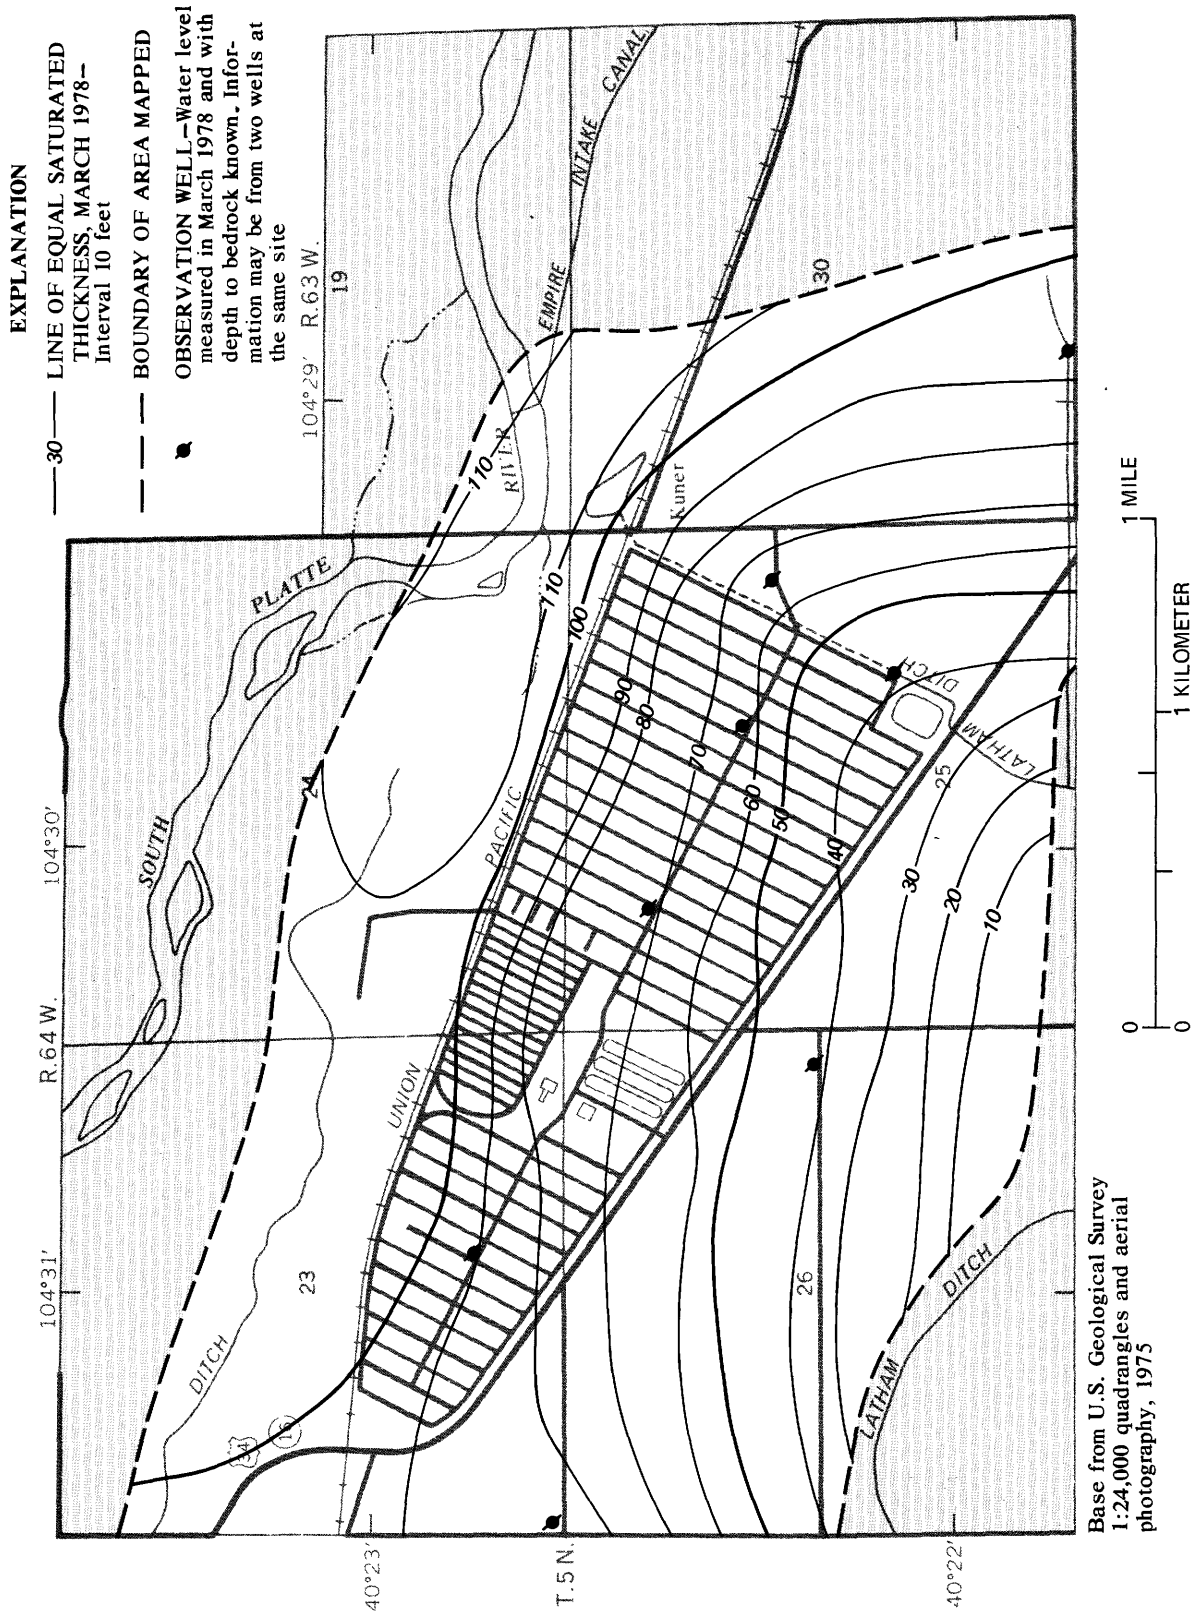 EXPLANATION
—30— LINE OF EQUAL SATURATED
THICKNESS, MARCH 1978—
Interval 10 feet
BOUNDARY OF AREA MAPPED
OBSERVATION WELL—Water level
measured in March 1978 and with
depth to bedrock known. Infor-
mation may be from two wells at
the same site
104°31'
R. 64 W.
104°30'
104°29'
R. 63 W.
40°23'
T. 5 N.
40°22'
SOUTH
PLATTE
RIVER
EMPIRE
INTAKE
CANAL
19
24
23
30
25
26
DITCH
34
16
UNION
PACIFIC
Kuner
LATHAM
DITCH
LATHAM
DITCH
110
110
100
90
80
70
60
50
40
30
20
10
0
1 MILE
0
1 KILOMETER
Base from U.S. Geological Survey
1:24,000 quadrangles and aerial
photography, 1975